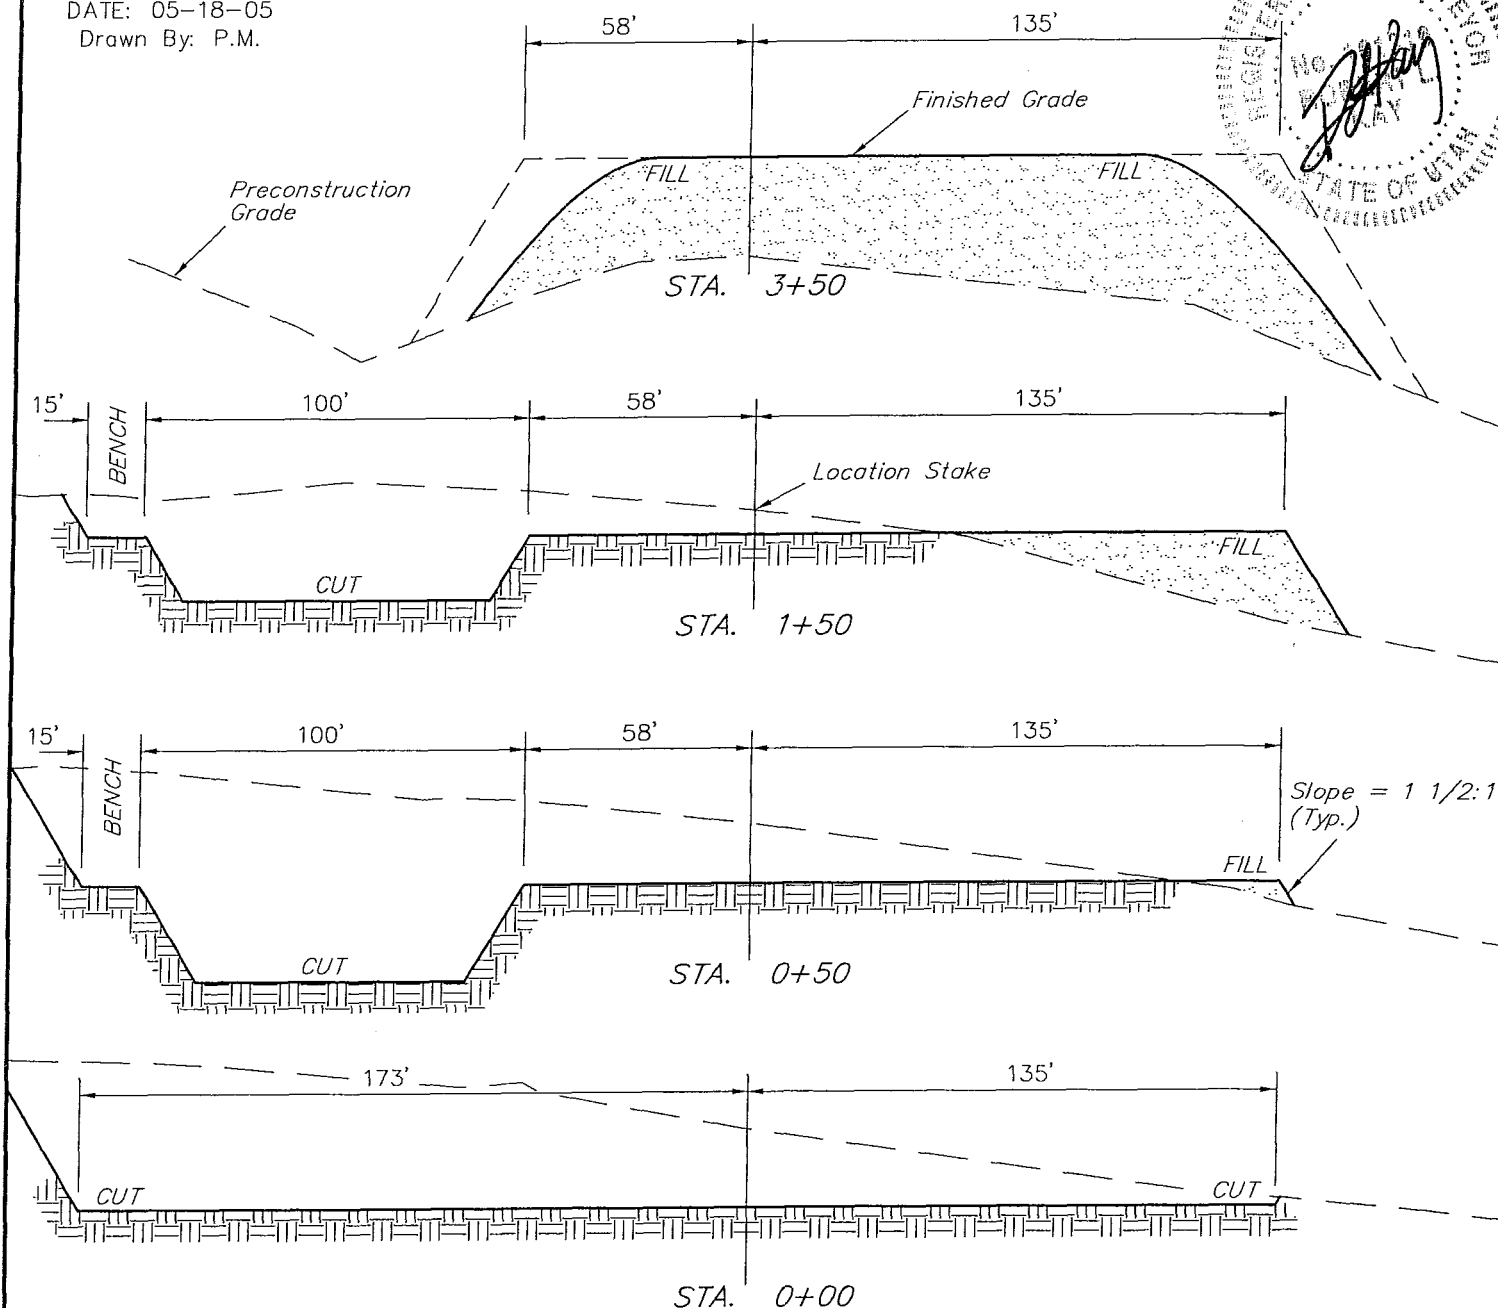 DATE: 05-18-05
Drawn By: P.M.
58'
135'
Finished Grade
Preconstruction
Grade
FILL
FILL
STA. 3+50
STATE OF UTAH
15'
BENCH
100'
58'
135'
Location Stake
CUT
FILL
STA. 1+50
15'
BENCH
100'
58'
135'
Slope = 1 1/2:1
(Typ.)
FILL
CUT
STA. 0+50
173'
135'
CUT
CUT
STA. 0+00